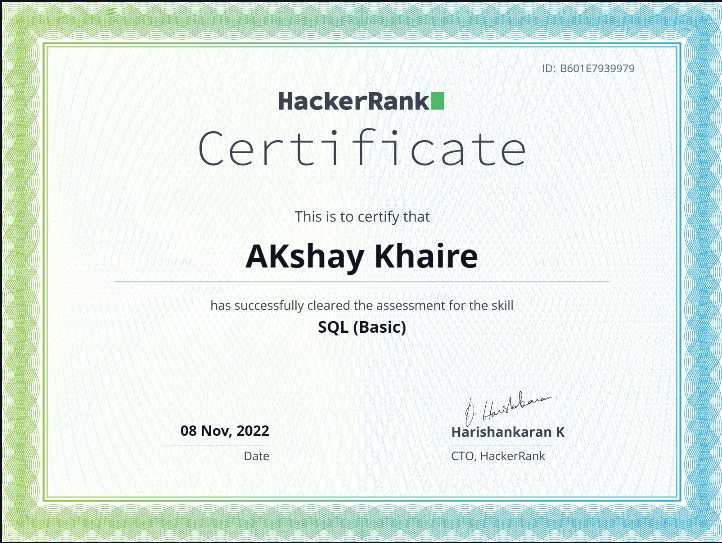 ID: B601E7939979
HackerRank
Certificate
This is to certify that
AKshay Khaire
has successfully cleared the assessment for the skill
SQL (Basic)
08 Nov, 2022
Date
Harishankaran K
CTO, HackerRank